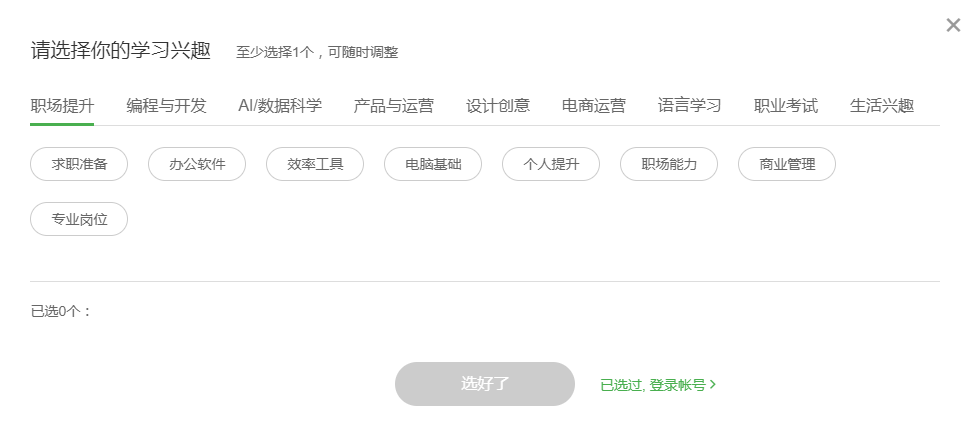 请选择你的学习兴趣 至少选择1个，可随时调整
职场提升 编程与开发 AI/数据科学 产品与运营 设计创意 电商运营 语言学习 职业考试 生活兴趣
求职准备 办公软件 效率工具 电脑基础 个人提升 职场能力 商业管理
专业岗位
已选0个：
选好了 已选过, 登录帐号 >